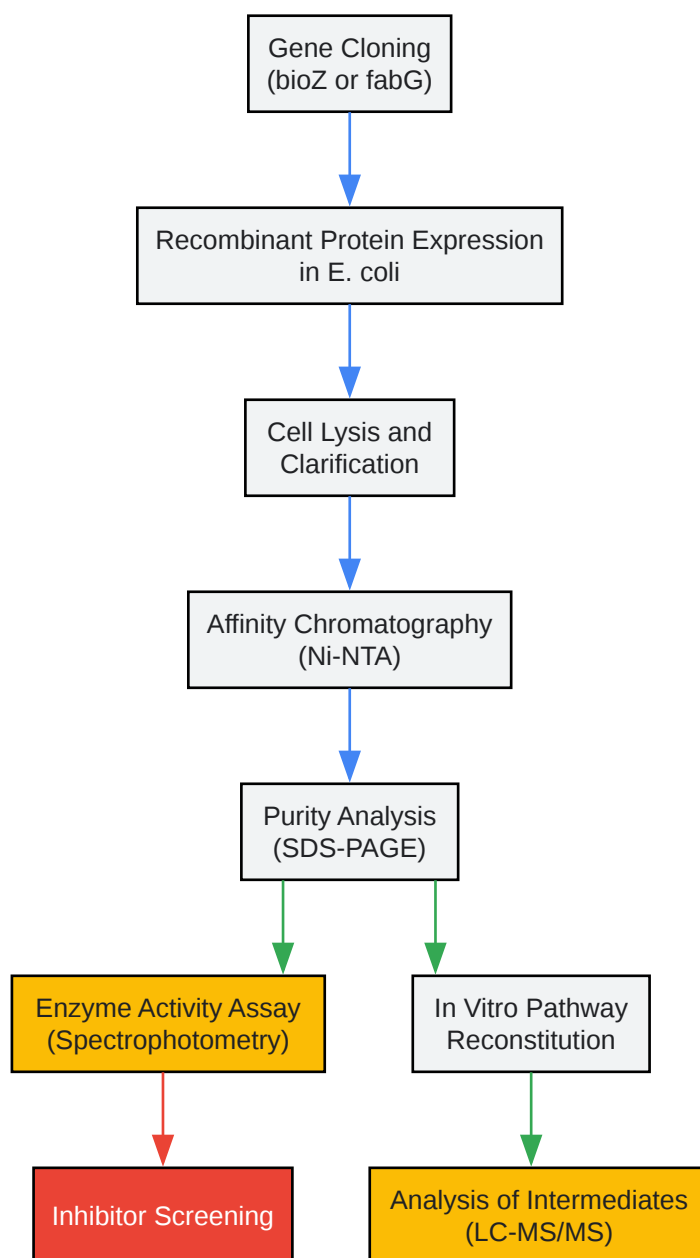 Gene Cloning
(bioZ or fabG)
Recombinant Protein Expression
in E. coli
Cell Lysis and
Clarification
Affinity Chromatography
(Ni-NTA)
Purity Analysis
(SDS-PAGE)
Enzyme Activity Assay
(Spectrophotometry)
In Vitro Pathway
Reconstitution
Inhibitor Screening
Analysis of Intermediates
(LC-MS/MS)